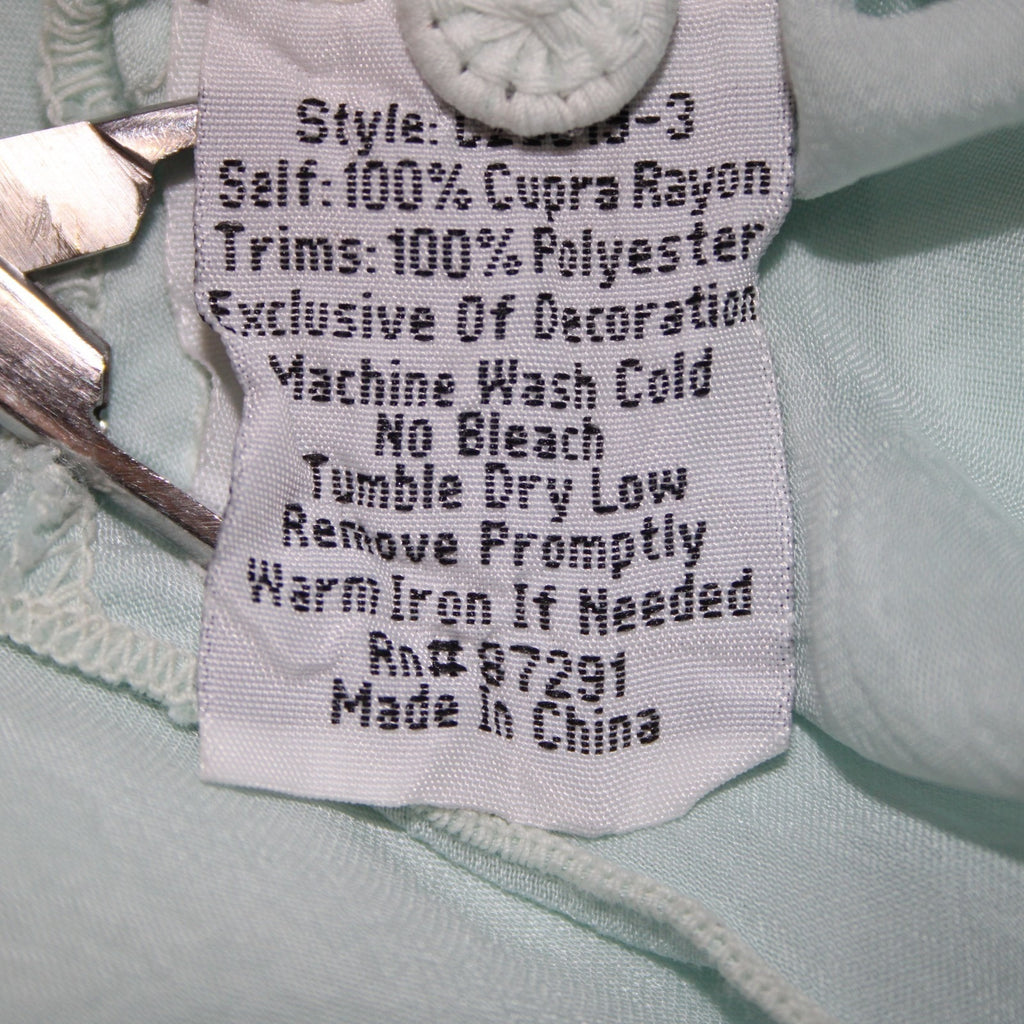 Style:
Self: 100% Cupra Rayon
Trims: 100% Polyester
Exclusive Of Decoration
Machine Wash Cold
No Bleach
Tumble Dry Low
Remove Promptly
Warm Iron If Needed
Rn# 87291
Made In China